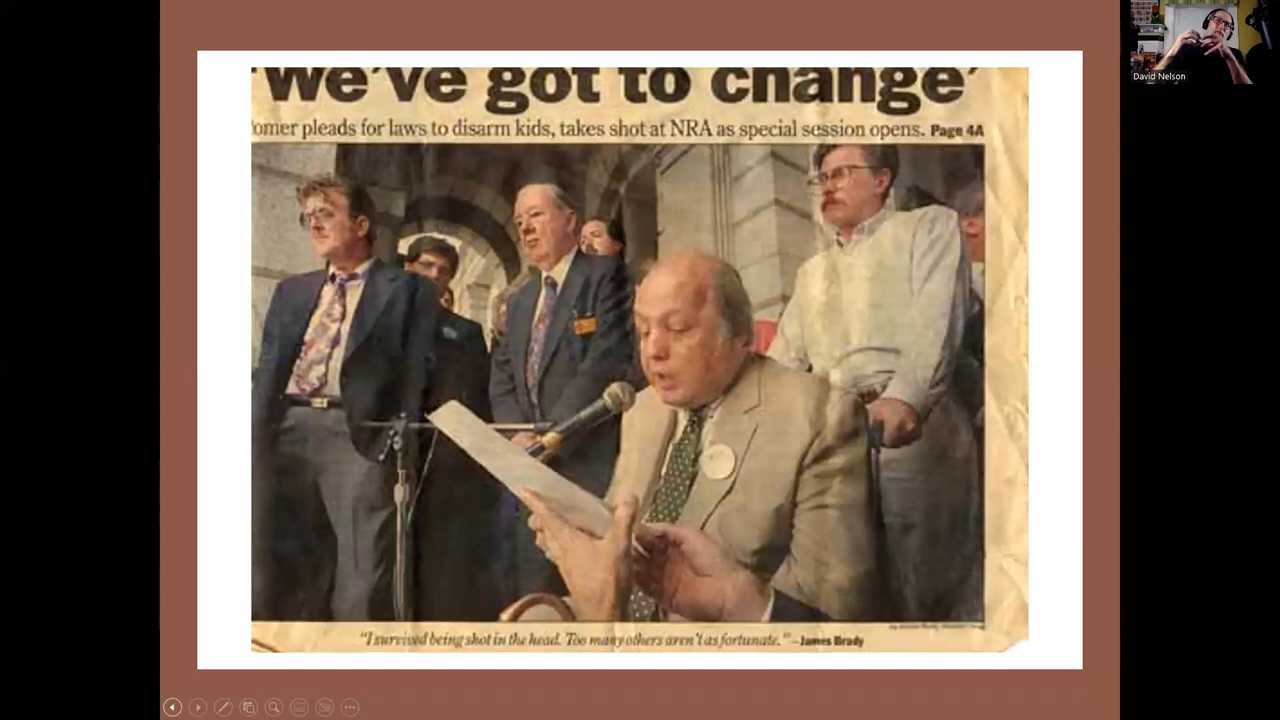 'We've got to change'
omer pleads for laws to disarm kids, takes shot at NRA as special session opens. Page 4A
"I survived being shot in the head. Too many others aren't as fortunate." –James Brady
David Nelson